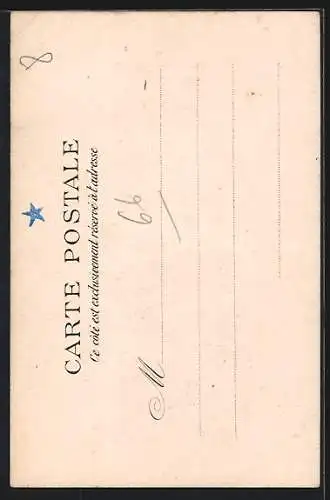 8
CARTE POSTALE
Ce côté est exclusivement réservé à l'adresse
66
M